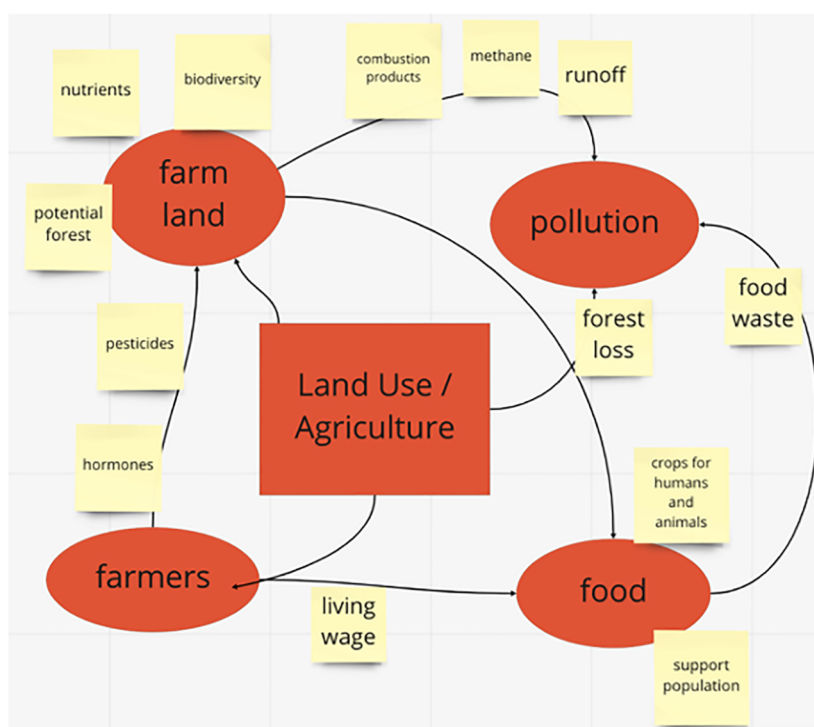 nutrients
biodiversity
combustion
products
methane
runoff
farm
land
potential
forest
pollution
pesticides
forest
loss
food
waste
Land Use /
Agriculture
hormones
crops for
humans
and
animals
farmers
food
living
wage
support
population